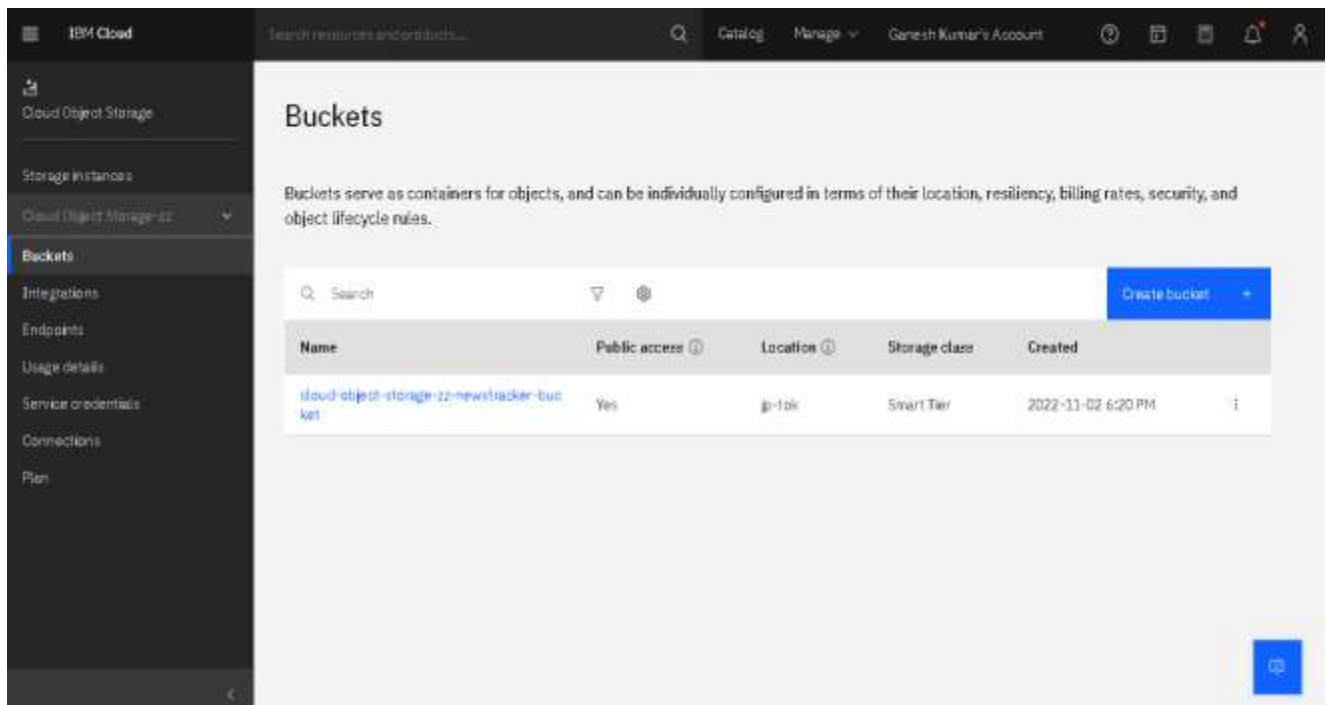 IBM Cloud
Search resources and products...
Catalog
Manage
Ganesh Kumar's Account
Cloud Object Storage
Storage instances
Cloud Object Storage-zz
Buckets
Integrations
Endpoints
Usage details
Service credentials
Connections
Plan
Buckets
Buckets serve as containers for objects, and can be individually configured in terms of their location, resiliency, billing rates, security, and
object lifecycle rules.
Search
Create bucket +
Name Public access Location Storage class Created
cloud-object-storage-zz-newstracker-buc
ket
Yes jp-tok Smart Tier 2022-11-02 6:20 PM